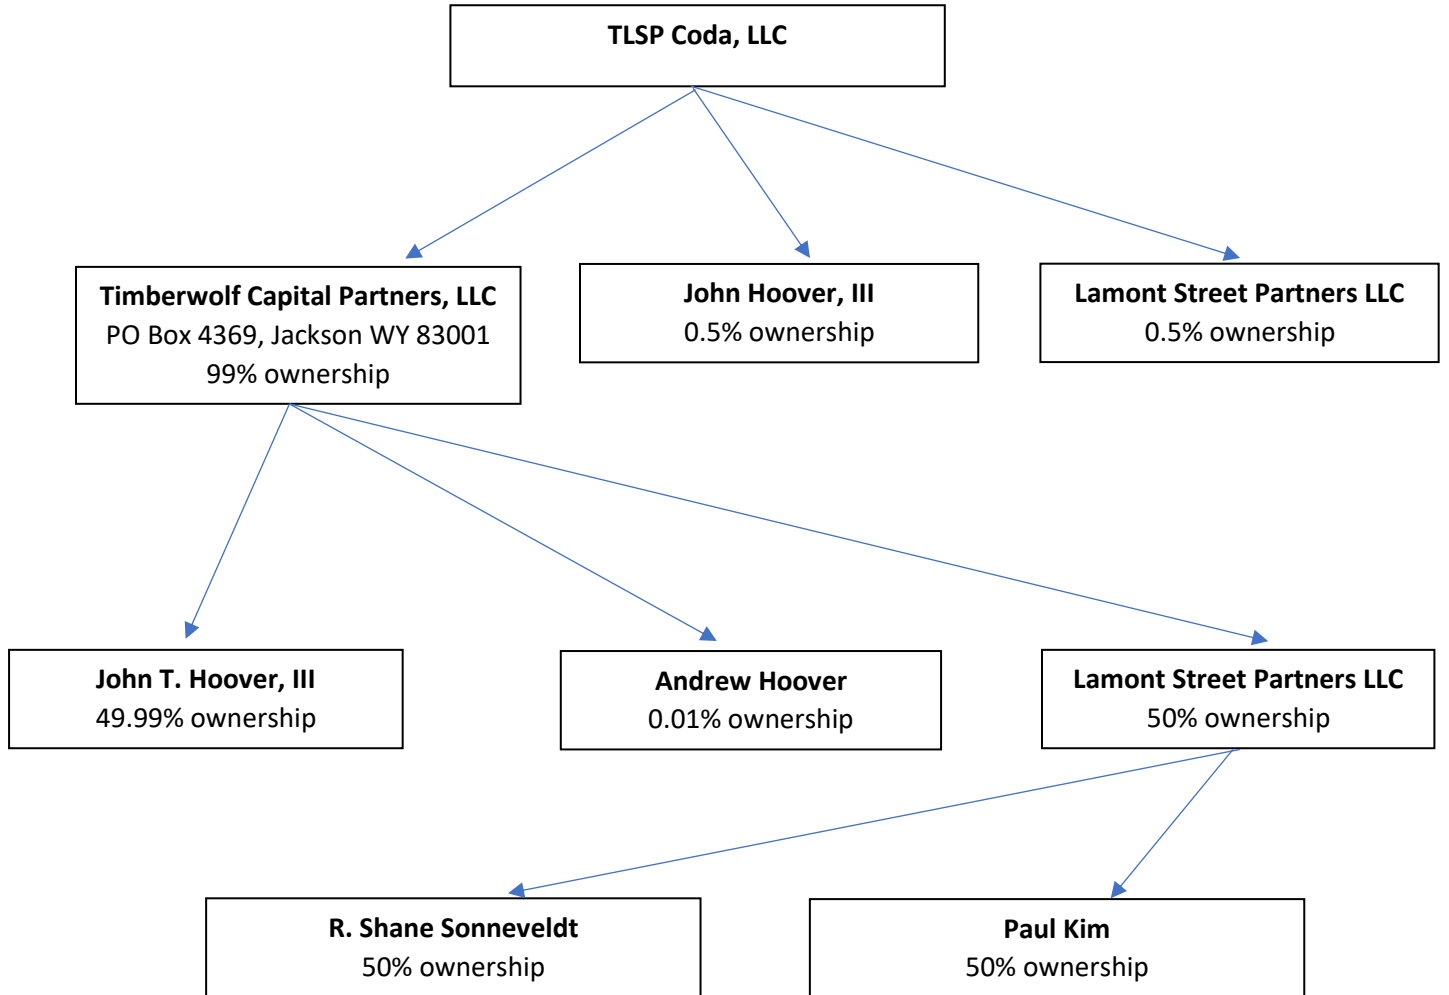 TLSP Coda, LLC
Timberwolf Capital Partners, LLC
PO Box 4369, Jackson WY 83001
99% ownership
John Hoover, III
0.5% ownership
Lamont Street Partners LLC
0.5% ownership
John T. Hoover, III
49.99% ownership
Andrew Hoover
0.01% ownership
Lamont Street Partners LLC
50% ownership
R. Shane Sonneveldt
50% ownership
Paul Kim
50% ownership